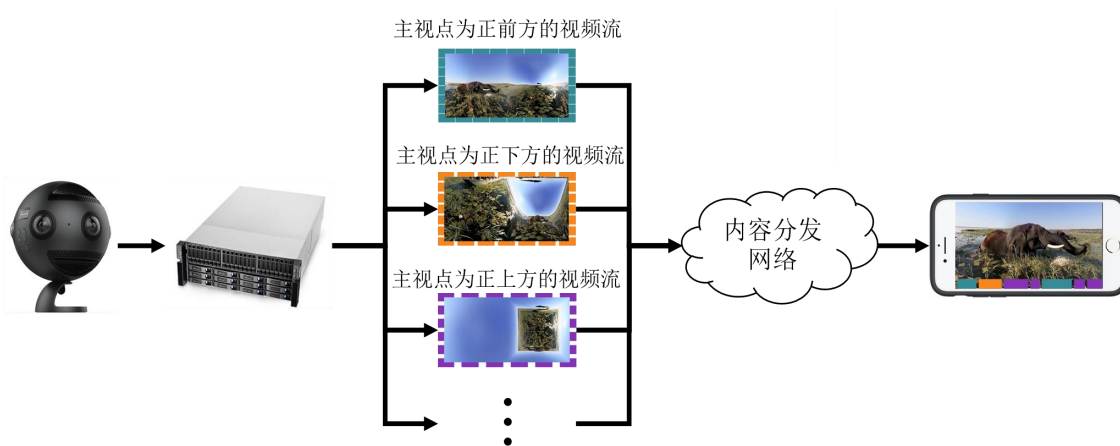 主视点为正前方的视频流
主视点为正下方的视频流
主视点为正上方的视频流
内容分发
网络